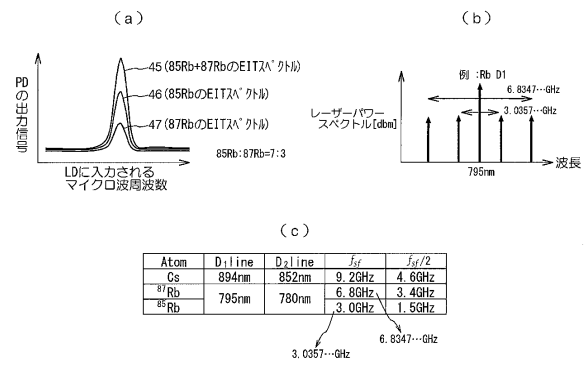 (a)
PDの出力信号
45(85Rb+87RbのEITスペクトル)
46(85RbのEITスペクトル)
47(87RbのEITスペクトル)
85Rb:87Rb=7:3
LDに入力される
マイクロ波周波数
(b)
例 :Rb D1
6.8347…GHz
3.0357…GHz
レーザーパワー
スペクトル[dbm]
795nm
波長
(c)
Atom D1line D2line fsf fsf/2
Cs 894nm 852nm 9.2GHz 4.6GHz
87Rb 795nm 780nm 6.8GHz 3.4GHz
85Rb 3.0GHz 1.5GHz
6.8347…GHz
3.0357…GHz